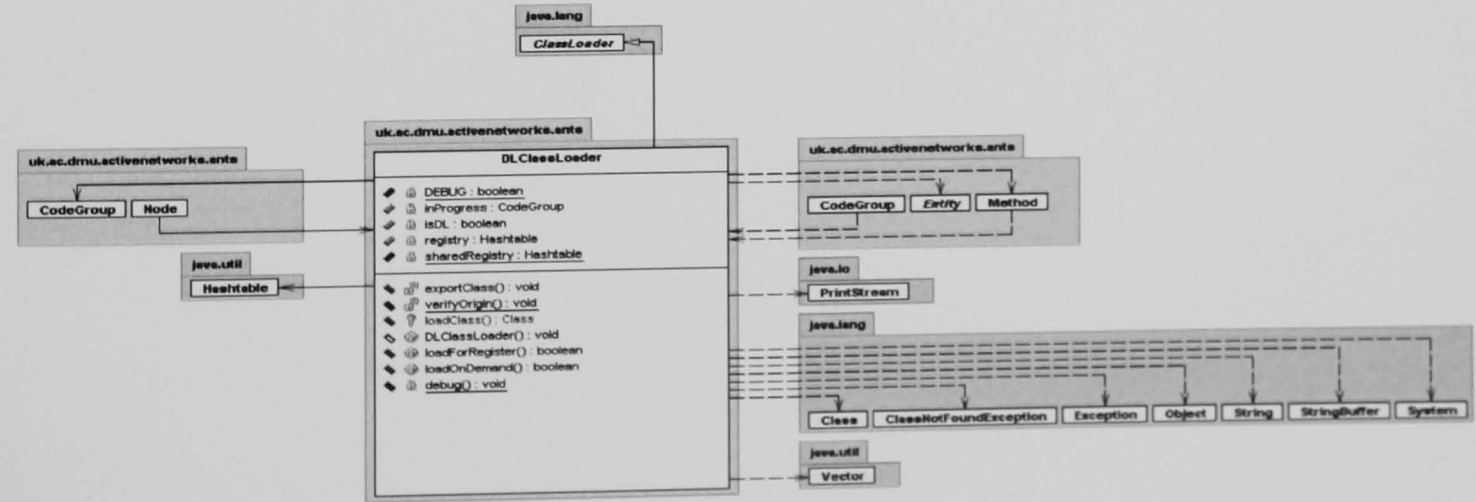 java.lang
ClassLoader
uk.ac.dmu.activenetworks.ants
CodeGroup
Node
java.util
Hashtable
uk.ac.dmu.activenetworks.ants
DLClassLoader
DEBUG : boolean
inProgress : CodeGroup
isDL : boolean
registry : Hashtable
sharedRegistry : Hashtable
exportClass() : void
verifyOrigin() : void
loadClass() : Class
DLClassLoader() : void
loadForRegister() : boolean
loadOnDemand() : boolean
debug() : void
uk.ac.dmu.activenetworks.ants
CodeGroup
Entity
Method
java.io
PrintStream
java.lang
Class
ClassNotFoundException
Exception
Object
String
StringBuffer
System
java.util
Vector